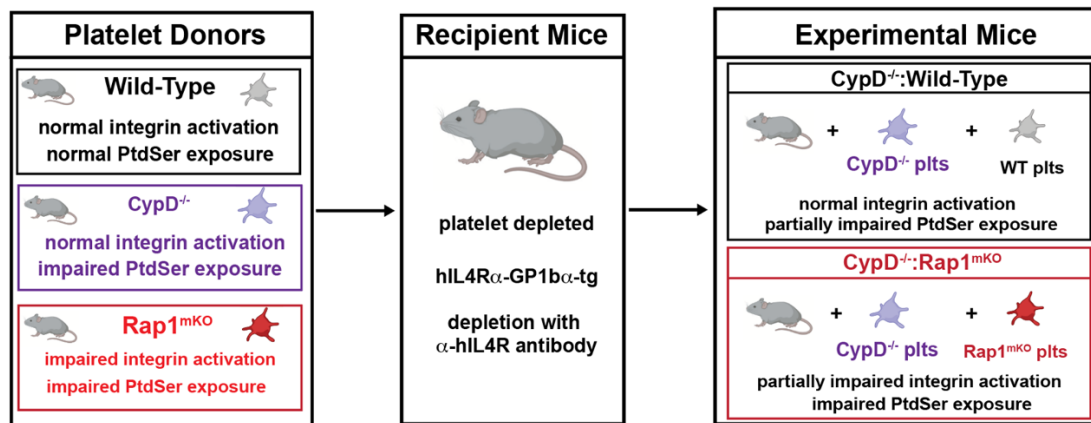 Platelet Donors
Wild-Type
normal integrin activation
normal PtdSer exposure
CypD-/-
normal integrin activation
impaired PtdSer exposure
Rap1mKO
impaired integrin activation
impaired PtdSer exposure
Recipient Mice
platelet depleted
hIL4Rα-GP1bα-tg
depletion with
α-hIL4R antibody
Experimental Mice
CypD-/-:Wild-Type
+ +
CypD-/- plts
WT plts
normal integrin activation
partially impaired PtdSer exposure
CypD-/-:Rap1mKO
+ +
CypD-/- plts
Rap1mKO plts
partially impaired integrin activation
impaired PtdSer exposure